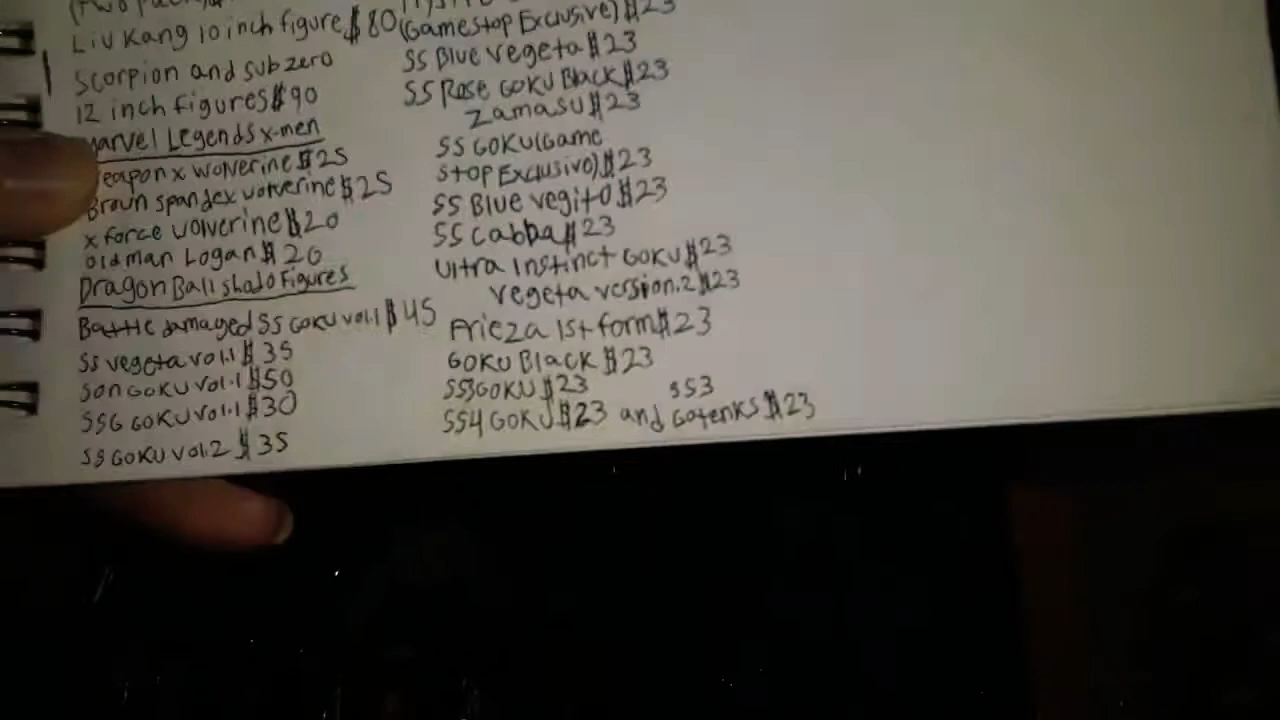 (two pack)
Liu Kang 10 inch figure $80
Scorpion and sub zero
12 inch figures $90
Marvel Legends x-men
Weapon x wolverine $25
Brown spandex wolverine $25
x force wolverine $20
old man Logan $20
Dragon Ball shado Figures
Battle damaged SS GOKU vol.1 $45
SS vegeta vol.1 $35
Son GOKU vol.1 $50
SSG GOKU vol.1 $30
SS GOKU vol.2 $35
(Gamestop Exclusive) $23
SS Blue vegeta $23
SS Rose GOKU Black $23
Zamasu $23
SS GOKU (Game
Stop Exclusive) $23
SS Blue vegito $23
SS Cabba $23
Ultra Instinct GOKU $23
vegeta version.2 $23
Frieza 1st form $23
GOKU Black $23
SS3 GOKU $23
SS4 GOKU $23 and SS3 Gotenks $23